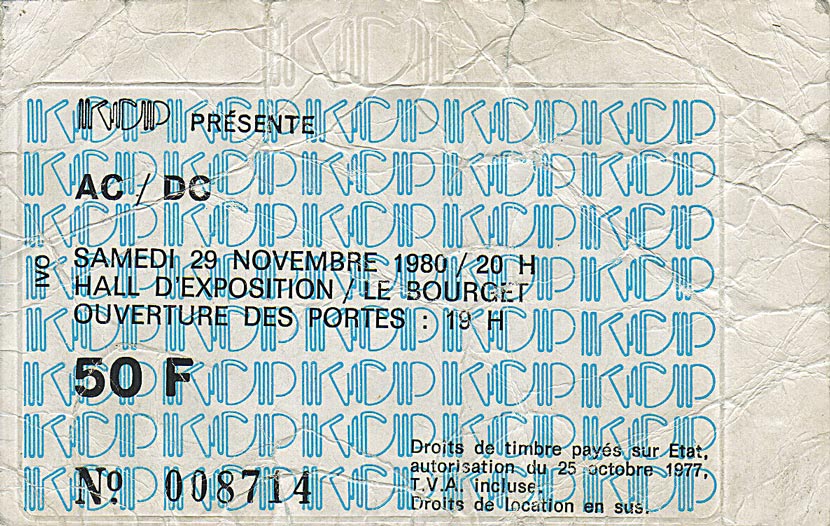 KCP PRÉSENTE
AC / DC
SAMEDI 29 NOVEMBRE 1980 / 20 H
HALL D'EXPOSITION / LE BOURGET
OUVERTURE DES PORTES : 19 H
50 F
Nº 008714
Droits de timbre payés sur Etat,
autorisation du 25 octobre 1977,
T.V.A. incluse.
Droits de location en sus.
IVO